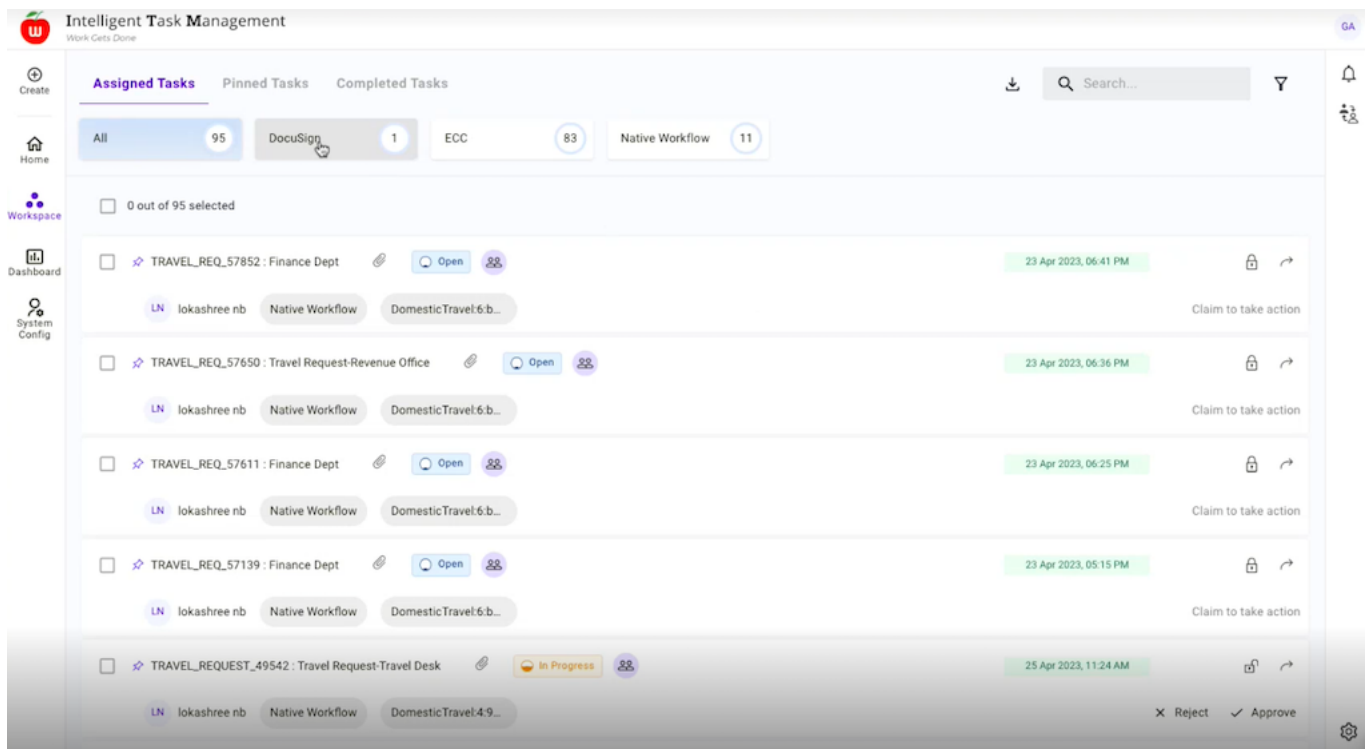 w
Intelligent Task Management
Work Gets Done
GA
Create
Home
Workspace
Dashboard
System
Config
Assigned Tasks Pinned Tasks Completed Tasks Search...
All 95 DocuSign 1 ECC 83 Native Workflow 11
0 out of 95 selected
TRAVEL_REQ_57852 : Finance Dept Open 23 Apr 2023, 06:41 PM
LN lokashree nb Native Workflow DomesticTravel:6:b... Claim to take action
TRAVEL_REQ_57650 : Travel Request-Revenue Office Open 23 Apr 2023, 06:36 PM
LN lokashree nb Native Workflow DomesticTravel:6:b... Claim to take action
TRAVEL_REQ_57611 : Finance Dept Open 23 Apr 2023, 06:25 PM
LN lokashree nb Native Workflow DomesticTravel:6:b... Claim to take action
TRAVEL_REQ_57139 : Finance Dept Open 23 Apr 2023, 05:15 PM
LN lokashree nb Native Workflow DomesticTravel:6:b... Claim to take action
TRAVEL_REQUEST_49542 : Travel Request-Travel Desk In Progress 25 Apr 2023, 11:24 AM
LN lokashree nb Native Workflow DomesticTravel:4:9... Reject Approve